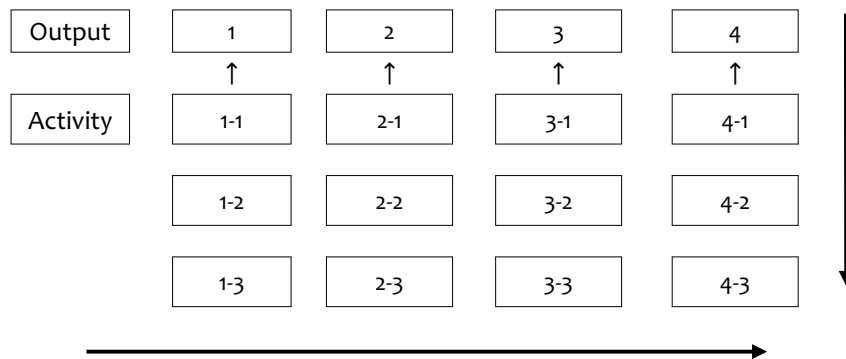 Output 1 2 3 4
↑ ↑ ↑ ↑
Activity 1-1 2-1 3-1 4-1
1-2 2-2 3-2 4-2
1-3 2-3 3-3 4-3